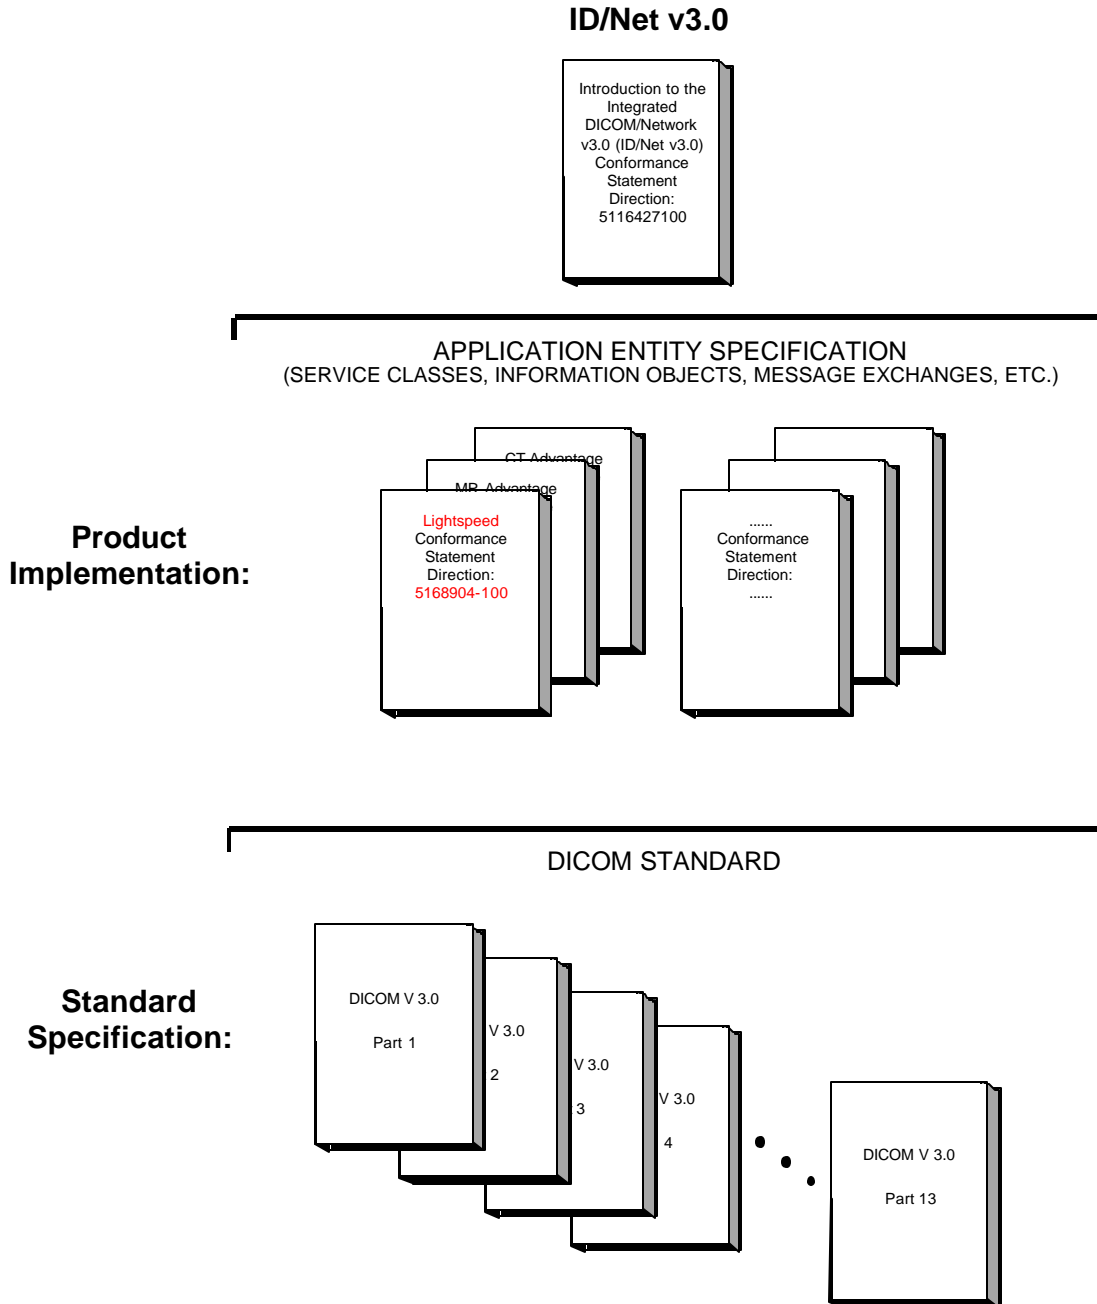 ID/Net v3.0
Introduction to the
Integrated
DICOM/Network
v3.0 (ID/Net v3.0)
Conformance
Statement
Direction:
5116427100
APPLICATION ENTITY SPECIFICATION
(SERVICE CLASSES, INFORMATION OBJECTS, MESSAGE EXCHANGES, ETC.)
Product
Implementation:
CT Advantage
MR Advantage
Lightspeed
Conformance
Statement
Direction:
5168904-100
......
Conformance
Statement
Direction:
......
DICOM STANDARD
Standard
Specification:
DICOM V 3.0
Part 1
V 3.0
2
V 3.0
3
V 3.0
4
DICOM V 3.0
Part 13